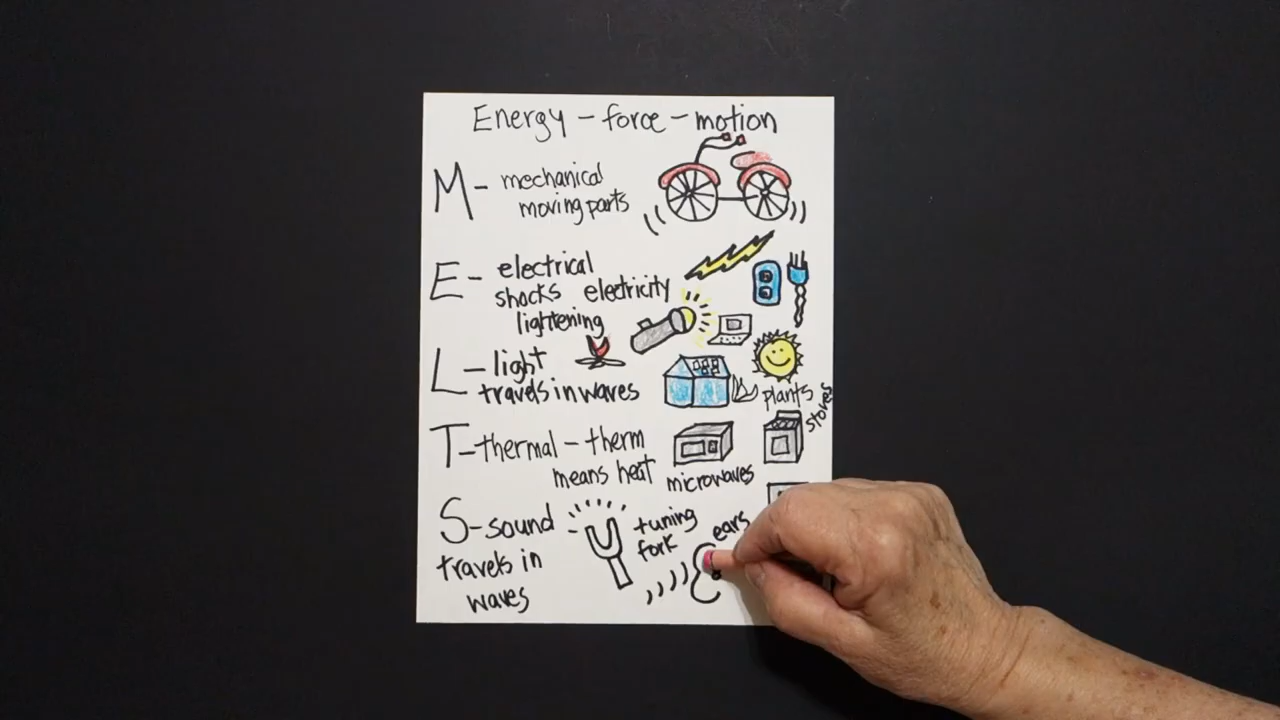 Energy - force - motion
M - mechanical
moving parts
E - electrical
shocks electricity
lightening
L - light
travels in waves
plants
stoves
T - thermal - therm
means heat
microwaves
S - sound
travels in
waves
tuning
fork
ears